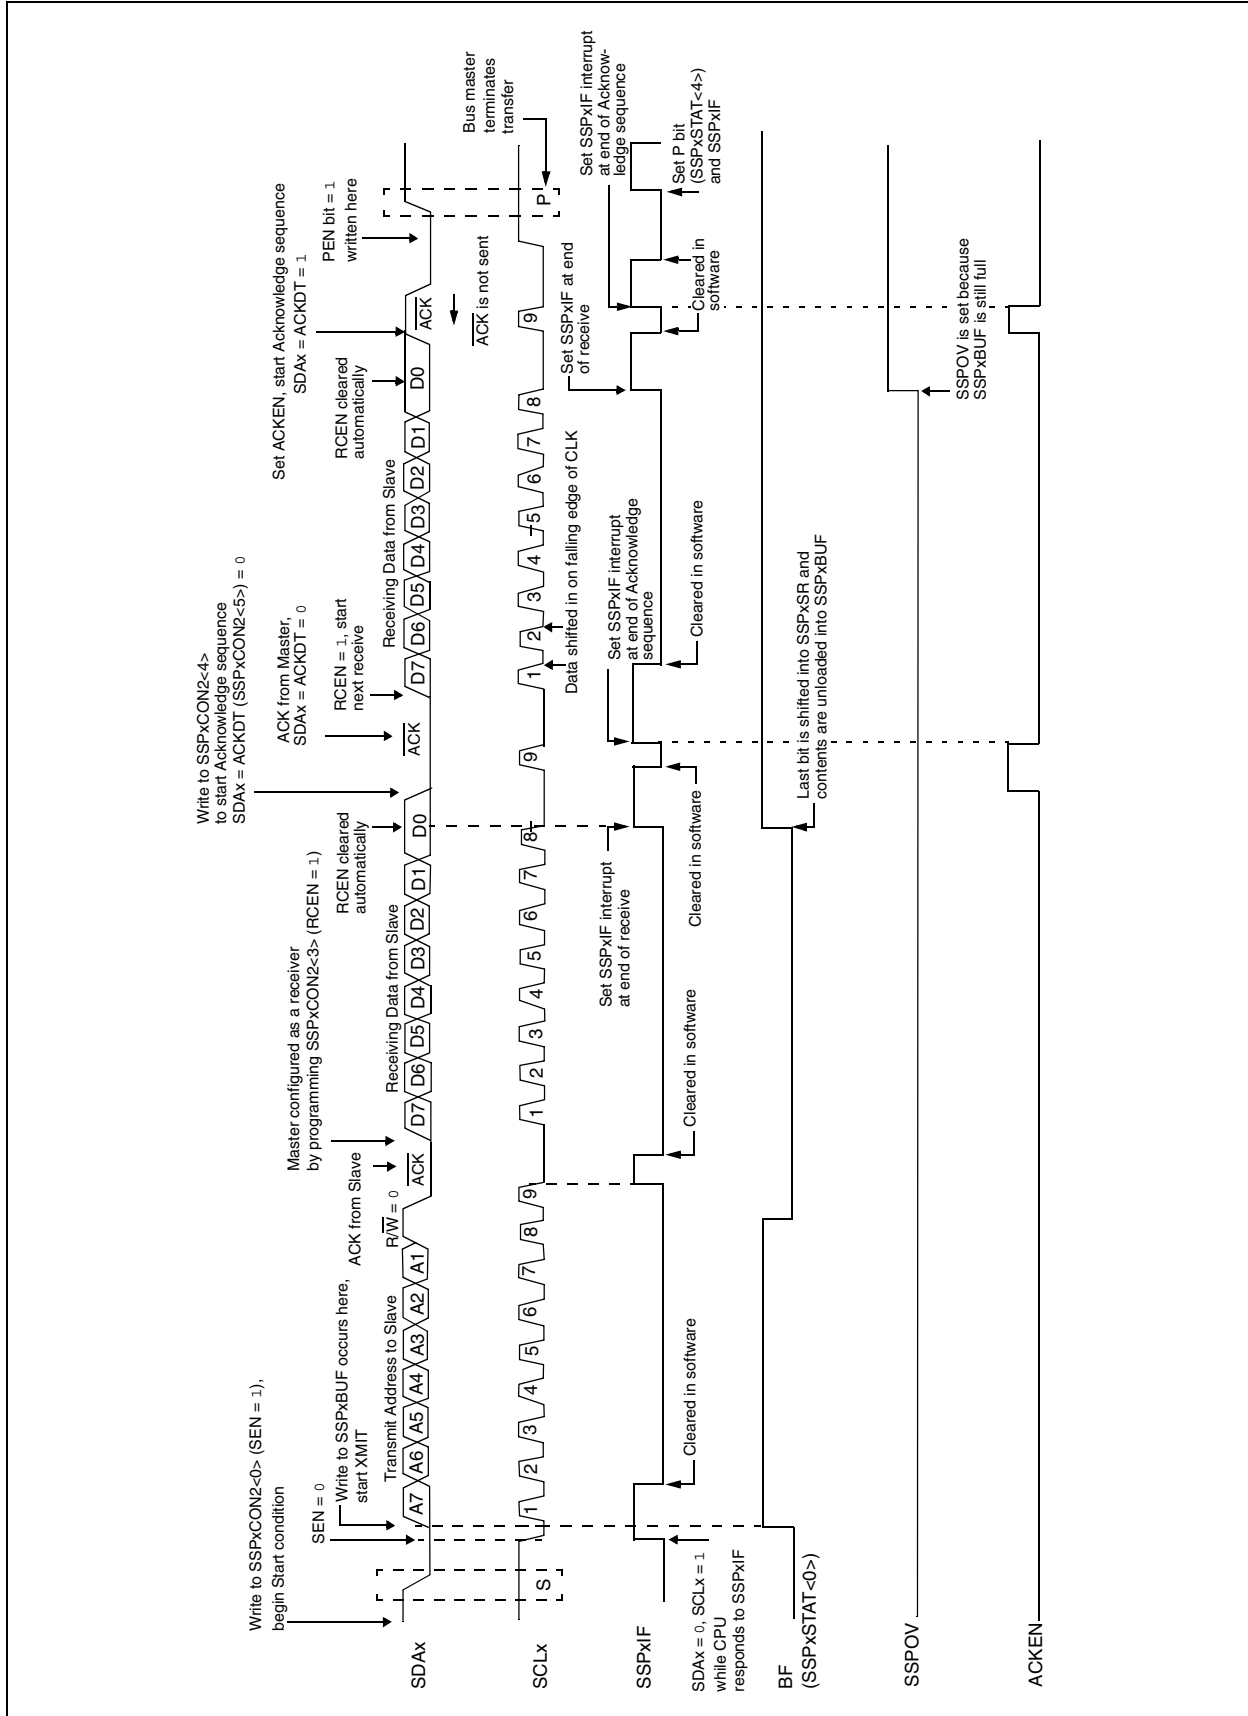 Write to SSPxCON2<0> (SEN = 1),
begin Start condition
SEN = 0
Write to SSPxBUF occurs here,
start XMIT
Transmit Address to Slave
R/W = 0
ACK from Slave
Master configured as a receiver
by programming SSPxCON2<3> (RCEN = 1)
Receiving Data from Slave
RCEN cleared
automatically
Write to SSPxCON2<4>
to start Acknowledge sequence
SDAx = ACKDT (SSPxCON2<5>) = 0
ACK from Master,
SDAx = ACKDT = 0
RCEN = 1, start
next receive
Receiving Data from Slave
RCEN cleared
automatically
Set ACKEN, start Acknowledge sequence
SDAx = ACKDT = 1
PEN bit = 1
written here
SDAx
A7 A6 A5 A4 A3 A2 A1 ACK D7 D6 D5 D4 D3 D2 D1 D0 ACK D7 D6 D5 D4 D3 D2 D1 D0 ACK
ACK is not sent
Bus master
terminates
transfer
SCLx
S 1 2 3 4 5 6 7 8 9 1 2 3 4 5 6 7 8 9 1 2 3 4 5 6 7 8 9 P
Data shifted in on falling edge of CLK
Set SSPxIF interrupt
at end of receive
Set SSPxIF interrupt
at end of Acknowledge
sequence
Set SSPxIF at end
of receive
Set SSPxIF interrupt
at end of Acknow-
ledge sequence
SSPxIF
SDAx = 0, SCLx = 1
while CPU
responds to SSPxIF
Cleared in software
Cleared in software
Cleared in software
Cleared in software
Cleared in
software
Set P bit
(SSPxSTAT<4>)
and SSPxIF
BF
(SSPxSTAT<0>)
Last bit is shifted into SSPxSR and
contents are unloaded into SSPxBUF
SSPOV
SSPOV is set because
SSPxBUF is still full
ACKEN